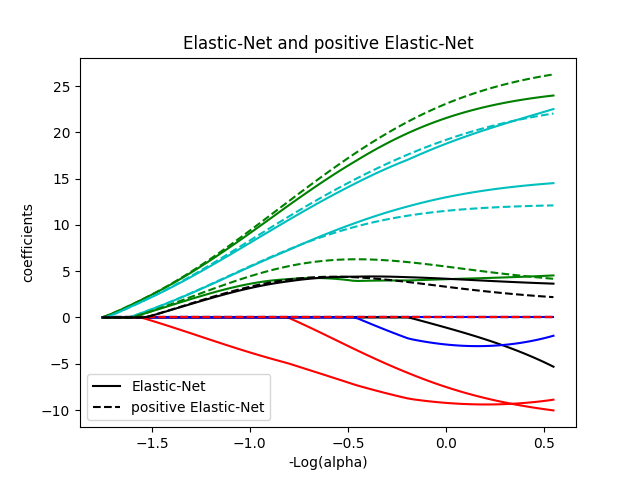 Elastic-Net and positive Elastic-Net
coefficients
25
20
15
10
5
0
−5
−10
Elastic-Net
positive Elastic-Net
−1.5 −1.0 −0.5 0.0 0.5
-Log(alpha)